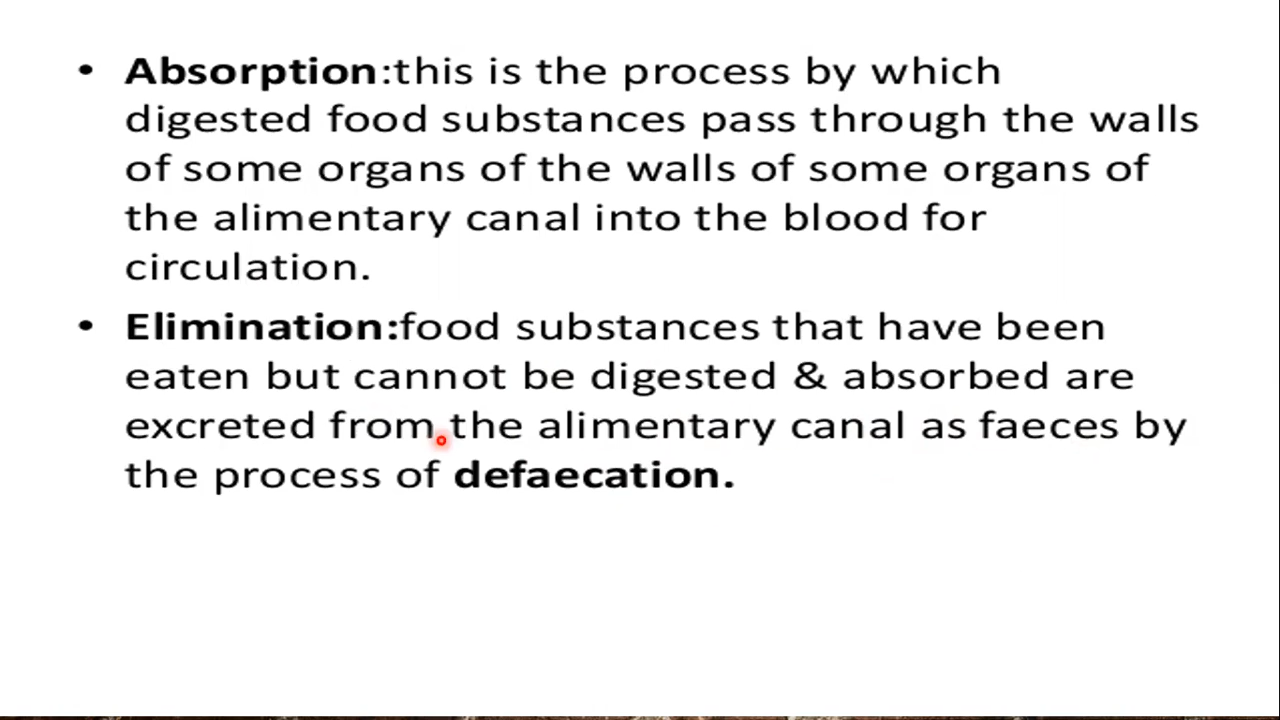 • Absorption:this is the process by which
digested food substances pass through the walls
of some organs of the walls of some organs of
the alimentary canal into the blood for
circulation.
• Elimination:food substances that have been
eaten but cannot be digested & absorbed are
excreted from the alimentary canal as faeces by
the process of defaecation.